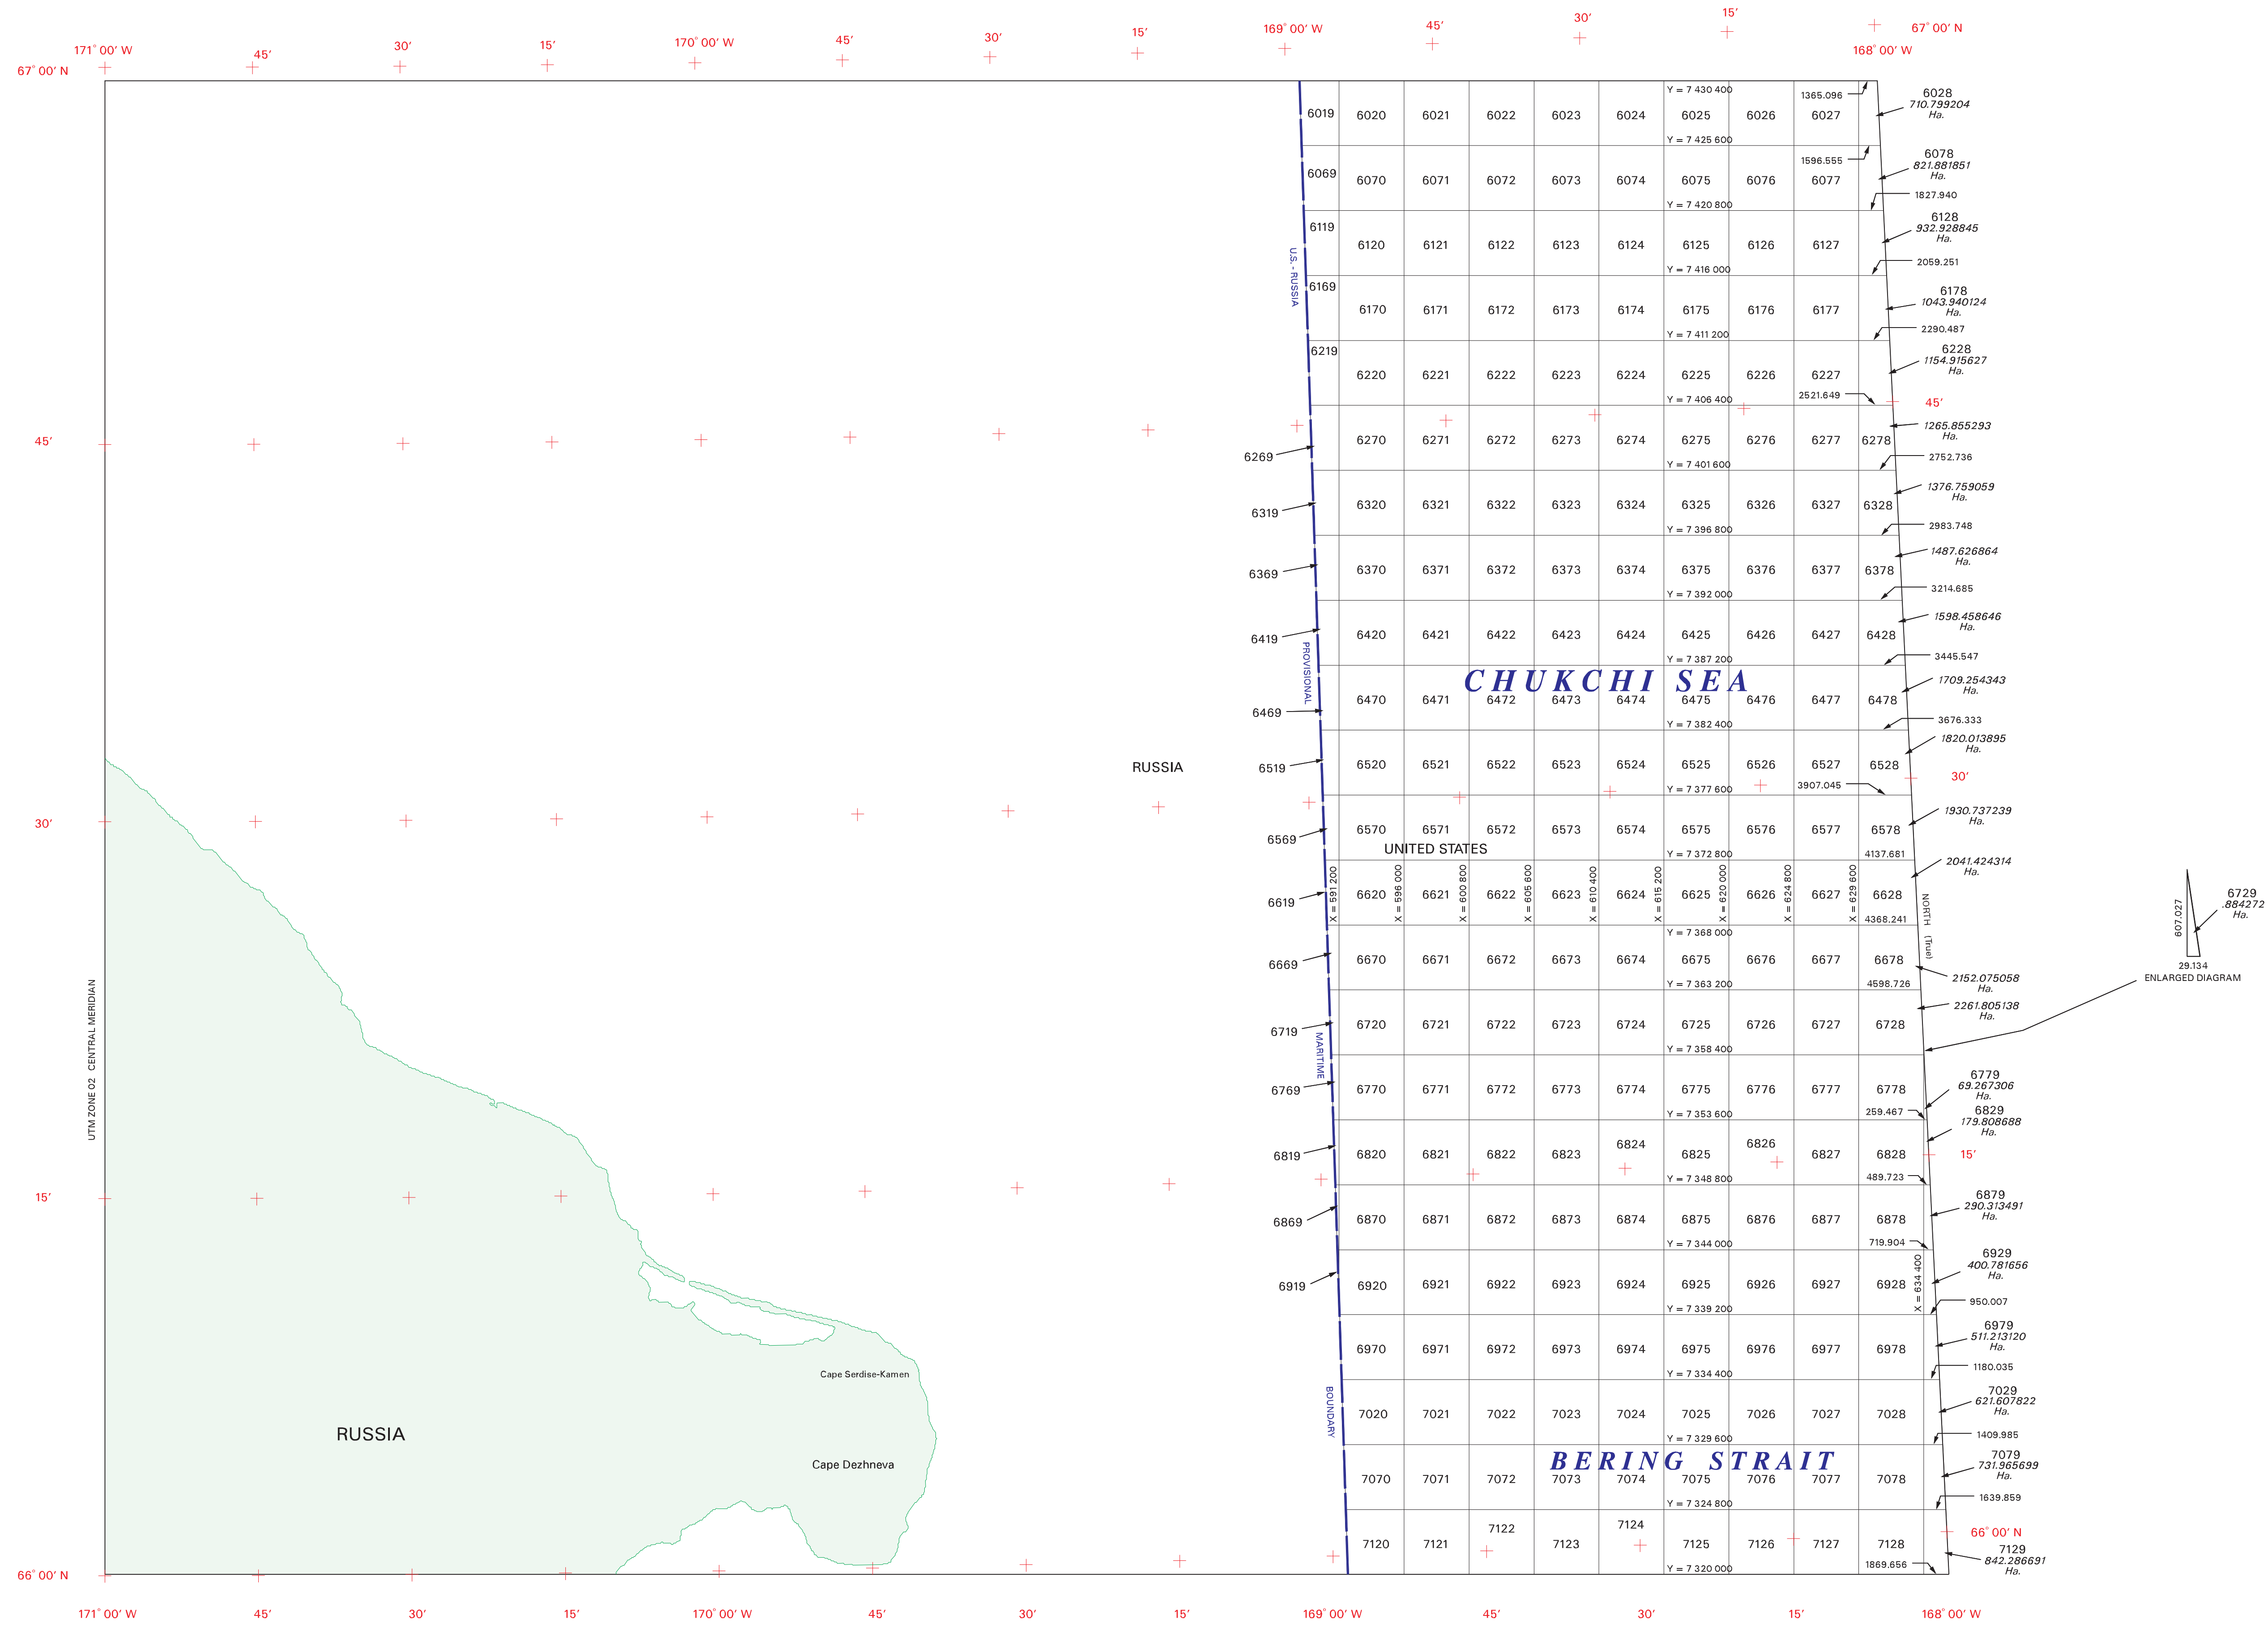 171° 00’ W
45’
30’
15’
170° 00’ W
45’
30’
15’
169° 00’ W
45’
30’
15’
67° 00’ N
168° 00’ W
67° 00’ N
Y = 7 430 400
1365.096
6028
710.799204
Ha.
6019 6020 6021 6022 6023 6024 6025 6026 6027
Y = 7 425 600
1596.555
6078
821.881851
Ha.
6069 6070 6071 6072 6073 6074 6075 6076 6077
1827.940
Y = 7 420 800
6128
932.928845
Ha.
6119 6120 6121 6122 6123 6124 6125 6126 6127
2059.251
Y = 7 416 000
U.S. - RUSSIA
6178
1043.940124
Ha.
6169 6170 6171 6172 6173 6174 6175 6176 6177
2290.487
Y = 7 411 200
6228
1154.915627
Ha.
6219 6220 6221 6222 6223 6224 6225 6226 6227
2521.649
Y = 7 406 400
45’
1265.855293
Ha.
45’
6269 6270 6271 6272 6273 6274 6275 6276 6277 6278
2752.736
Y = 7 401 600
1376.759059
Ha.
6319 6320 6321 6322 6323 6324 6325 6326 6327 6328
2983.748
Y = 7 396 800
1487.626864
Ha.
6369 6370 6371 6372 6373 6374 6375 6376 6377 6378
3214.685
Y = 7 392 000
1598.458646
Ha.
6419 6420 6421 6422 6423 6424 6425 6426 6427 6428
3445.547
Y = 7 387 200
PROVISIONAL
CHUKCHI SEA
1709.254343
Ha.
6469 6470 6471 6472 6473 6474 6475 6476 6477 6478
3676.333
Y = 7 382 400
1820.013895
Ha.
RUSSIA
6519 6520 6521 6522 6523 6524 6525 6526 6527 6528
30’
3907.045
Y = 7 377 600
1930.737239
Ha.
30’
6569 6570 6571 6572 6573 6574 6575 6576 6577 6578
UNITED STATES
Y = 7 372 800
4137.681
2041.424314
Ha.
6619 6620 6621 6622 6623 6624 6625 6626 6627 6628
X = 591 200
X = 596 000
X = 600 800
X = 605 600
X = 610 400
X = 615 200
X = 620 000
X = 624 800
X = 629 600
4368.241
Y = 7 368 000
NORTH (True)
607.027
6729
.884272
Ha.
29.134
ENLARGED DIAGRAM
6669 6670 6671 6672 6673 6674 6675 6676 6677 6678
2152.075058
Ha.
Y = 7 363 200
4598.726
2261.805138
Ha.
UTM ZONE 02 CENTRAL MERIDIAN
6719 6720 6721 6722 6723 6724 6725 6726 6727 6728
Y = 7 358 400
MARITIME
6779
69.267306
Ha.
6769 6770 6771 6772 6773 6774 6775 6776 6777 6778
259.467
Y = 7 353 600
6829
179.808688
Ha.
6819 6820 6821 6822 6823 6824 6825 6826 6827 6828
15’
489.723
Y = 7 348 800
15’
6879
290.313491
Ha.
6869 6870 6871 6872 6873 6874 6875 6876 6877 6878
719.904
Y = 7 344 000
6929
400.781656
Ha.
6919 6920 6921 6922 6923 6924 6925 6926 6927 6928
X = 634 400
950.007
Y = 7 339 200
6979
511.213120
Ha.
6970 6971 6972 6973 6974 6975 6976 6977 6978
1180.035
Y = 7 334 400
Cape Serdise-Kamen
BOUNDARY
7029
621.607822
Ha.
7020 7021 7022 7023 7024 7025 7026 7027 7028
RUSSIA
1409.985
Y = 7 329 600
BERING STRAIT
Cape Dezhneva
7079
731.965699
Ha.
7070 7071 7072 7073 7074 7075 7076 7077 7078
1639.859
Y = 7 324 800
66° 00’ N
7129
842.286691
Ha.
7120 7121 7122 7123 7124 7125 7126 7127 7128
1869.656
Y = 7 320 000
66° 00’ N
171° 00’ W
45’
30’
15’
170° 00’ W
45’
30’
15’
169° 00’ W
45’
30’
15’
168° 00’ W